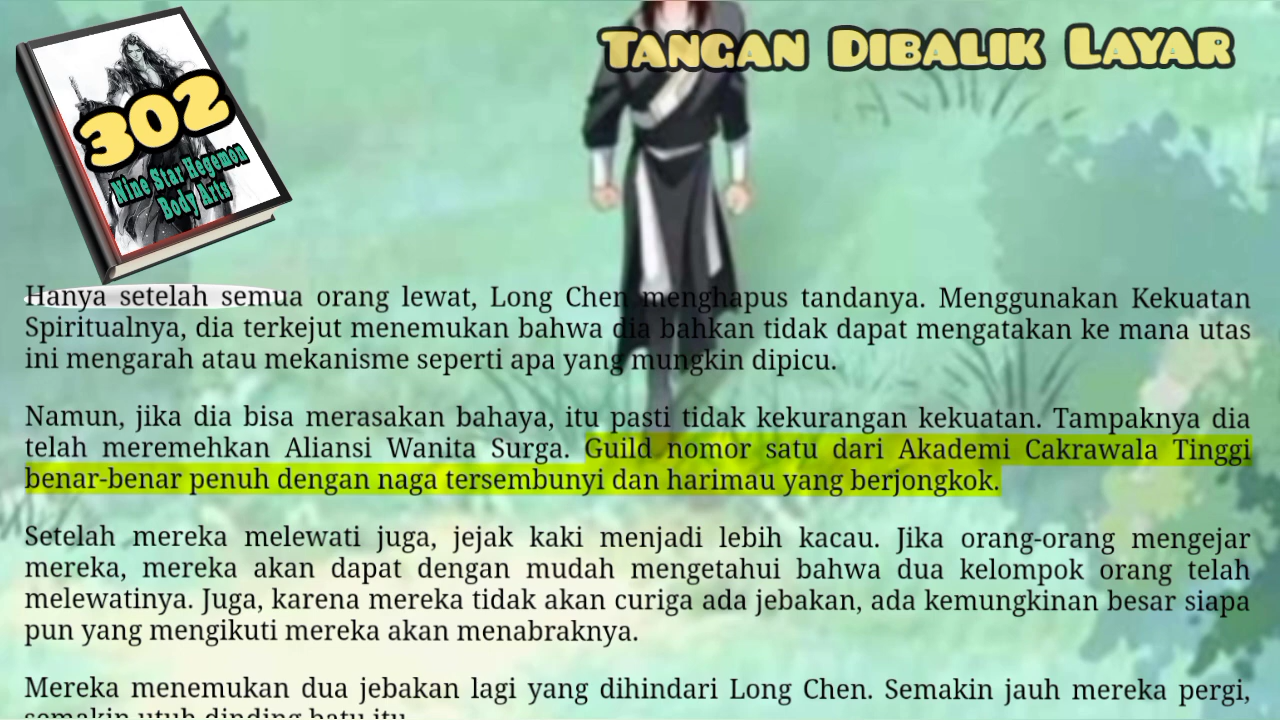 TANGAN DIBALIK LAYAR
302
Nine Star Hegemon
Body Arts
Hanya setelah semua orang lewat, Long Chen menghapus tandanya. Menggunakan Kekuatan
Spiritualnya, dia terkejut menemukan bahwa dia bahkan tidak dapat mengatakan ke mana utas
ini mengarah atau mekanisme seperti apa yang mungkin dipicu.
Namun, jika dia bisa merasakan bahaya, itu pasti tidak kekurangan kekuatan. Tampaknya dia
telah meremehkan Aliansi Wanita Surga. Guild nomor satu dari Akademi Cakrawala Tinggi
benar-benar penuh dengan naga tersembunyi dan harimau yang berjongkok.
Setelah mereka melewati juga, jejak kaki menjadi lebih kacau. Jika orang-orang mengejar
mereka, mereka akan dapat dengan mudah mengetahui bahwa dua kelompok orang telah
melewatinya. Juga, karena mereka tidak akan curiga ada jebakan, ada kemungkinan besar siapa
pun yang mengikuti mereka akan menabraknya.
Mereka menemukan dua jebakan lagi yang dihindari Long Chen. Semakin jauh mereka pergi,
semakin utuh dinding batu itu.